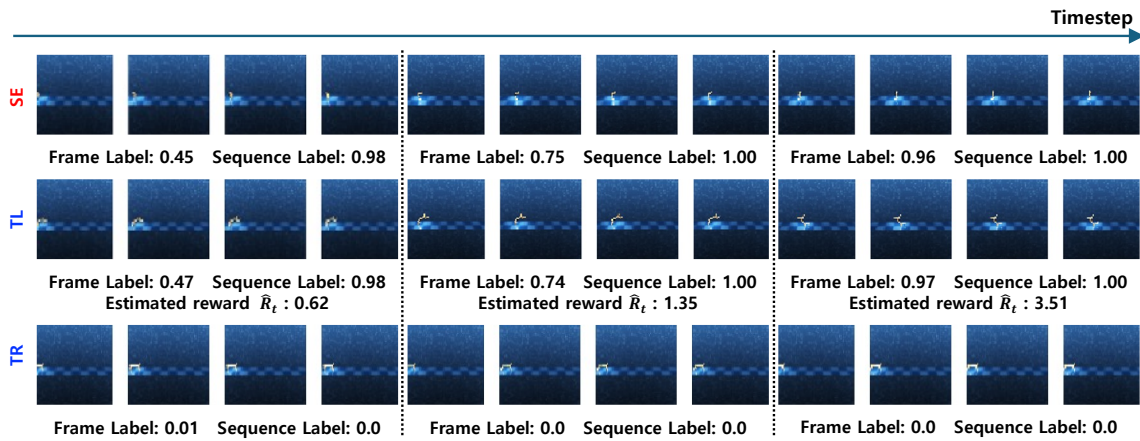 Timestep
SE
Frame Label: 0.45 Sequence Label: 0.98 Frame Label: 0.75 Sequence Label: 1.00 Frame Label: 0.96 Sequence Label: 1.00
TL
Frame Label: 0.47 Sequence Label: 0.98 Frame Label: 0.74 Sequence Label: 1.00 Frame Label: 0.97 Sequence Label: 1.00
Estimated reward R̂ₜ : 0.62 Estimated reward R̂ₜ : 1.35 Estimated reward R̂ₜ : 3.51
TR
Frame Label: 0.01 Sequence Label: 0.0 Frame Label: 0.0 Sequence Label: 0.0 Frame Label: 0.0 Sequence Label: 0.0